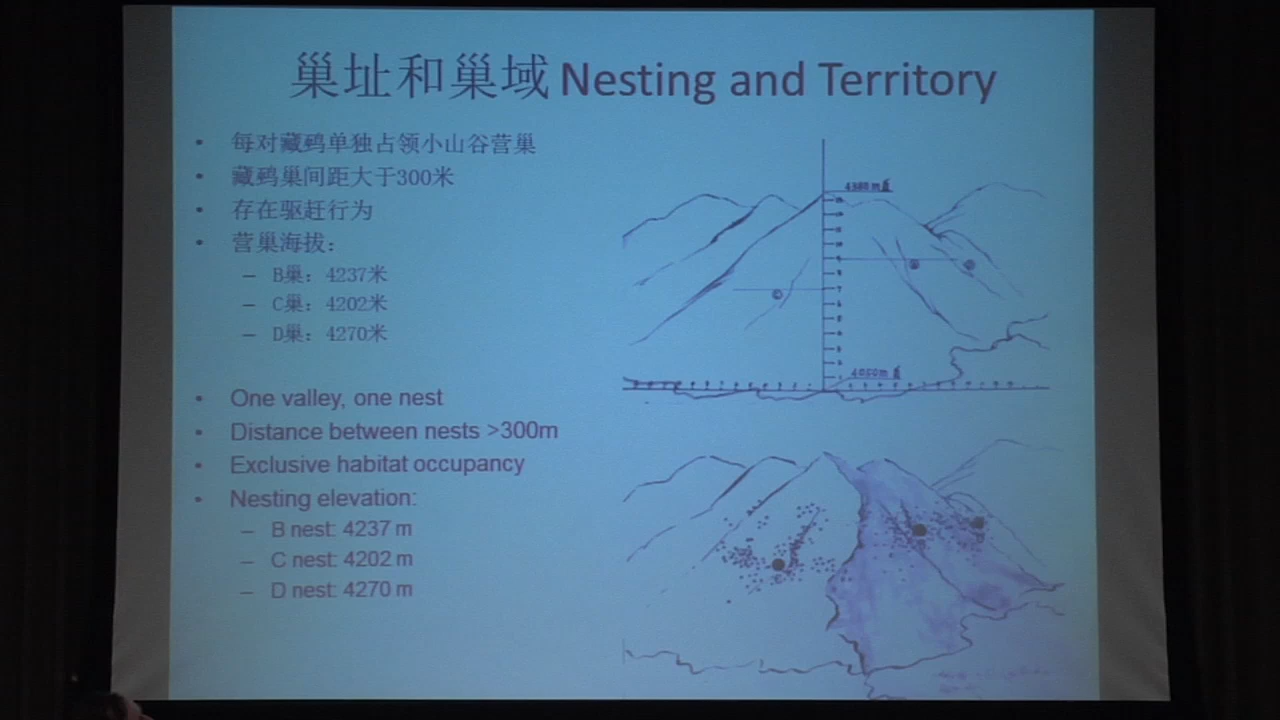 巢址和巢域 Nesting and Territory
• 每对藏鹀单独占领小山谷营巢
• 藏鹀巢间距大于300米
• 存在驱赶行为
• 营巢海拔：
– B巢：4237米
– C巢：4202米
– D巢：4270米
• One valley, one nest
• Distance between nests >300m
• Exclusive habitat occupancy
• Nesting elevation:
– B nest: 4237 m
– C nest: 4202 m
– D nest: 4270 m